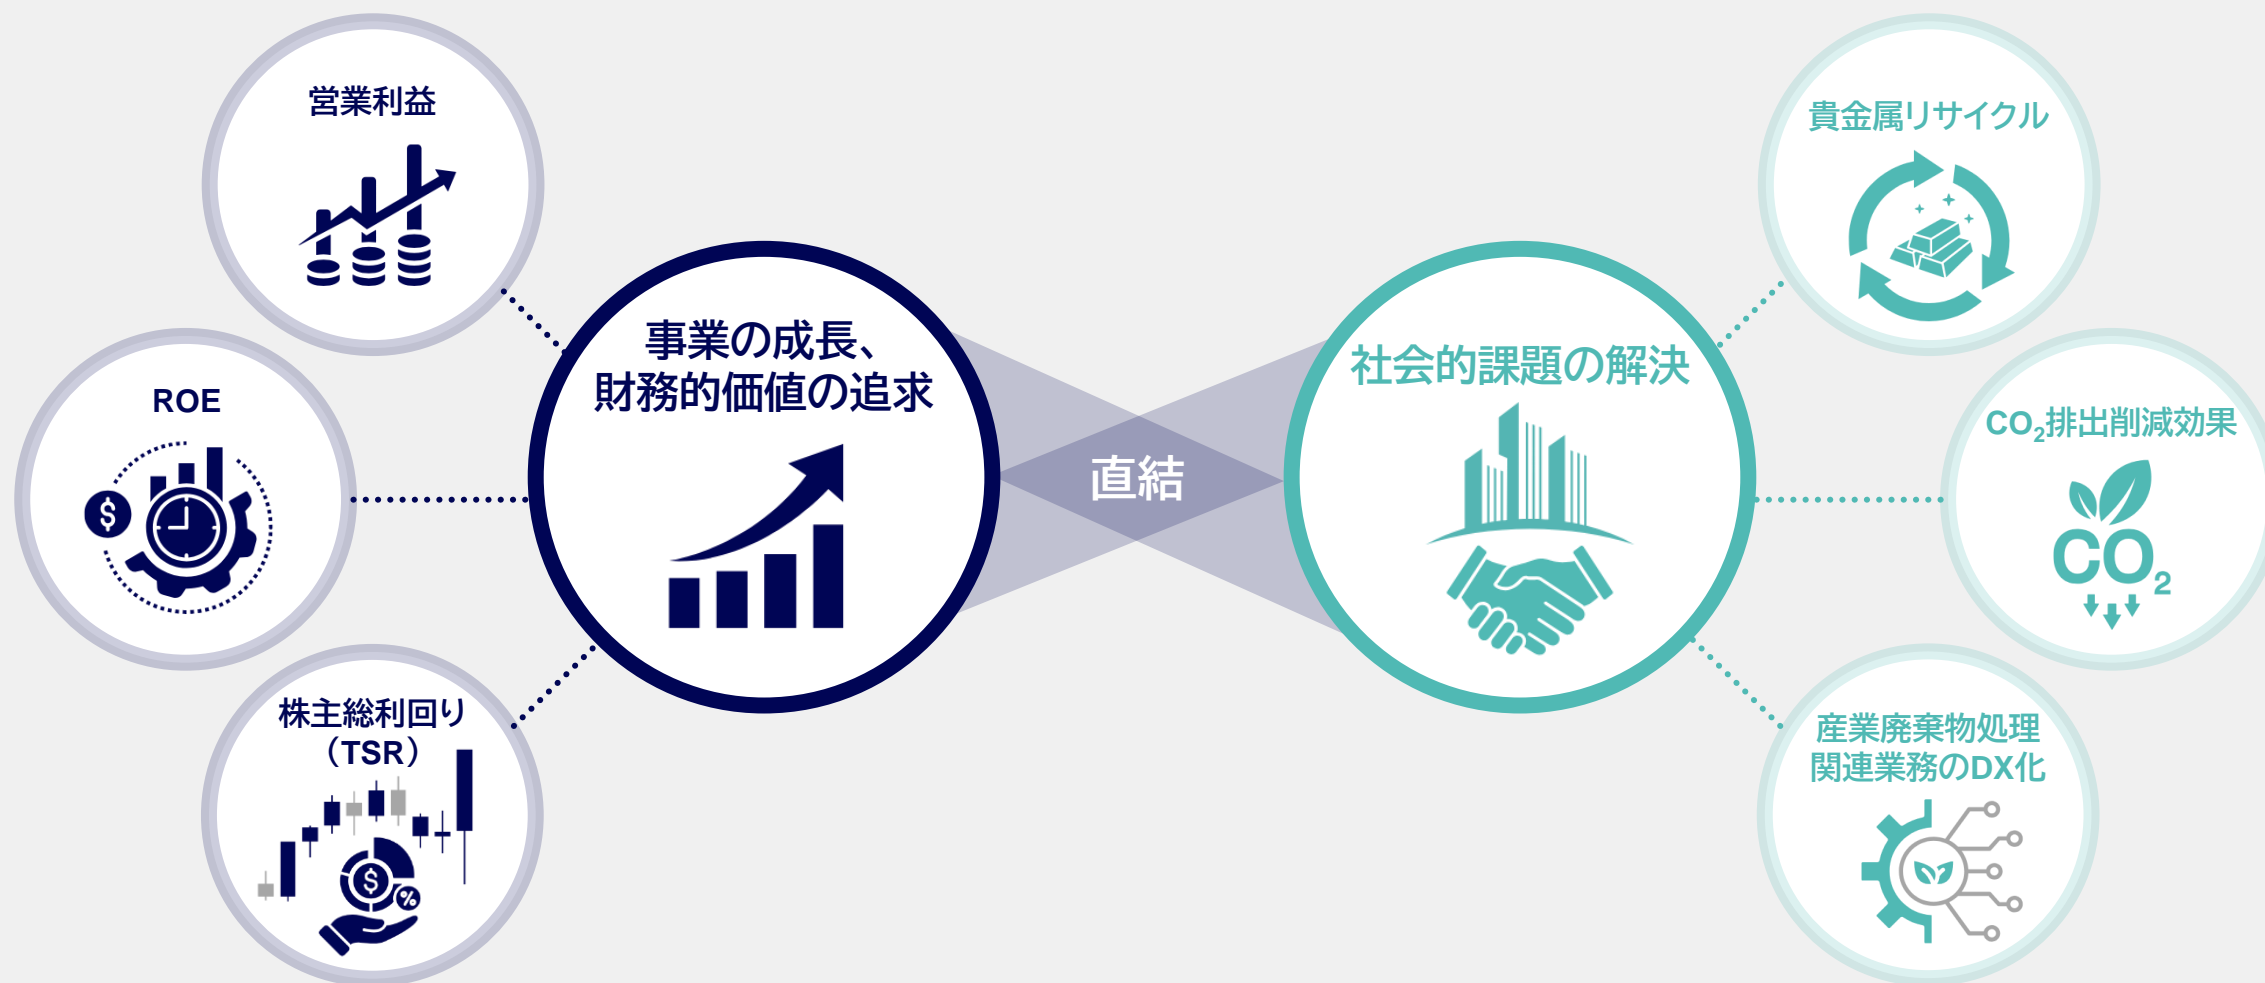 営業利益
ROE
$
株主総利回り
（TSR）
$
%
事業の成長、
財務的価値の追求
直結
社会的課題の解決
貴金属リサイクル
CO₂排出削減効果
CO₂
産業廃棄物処理
関連業務のDX化